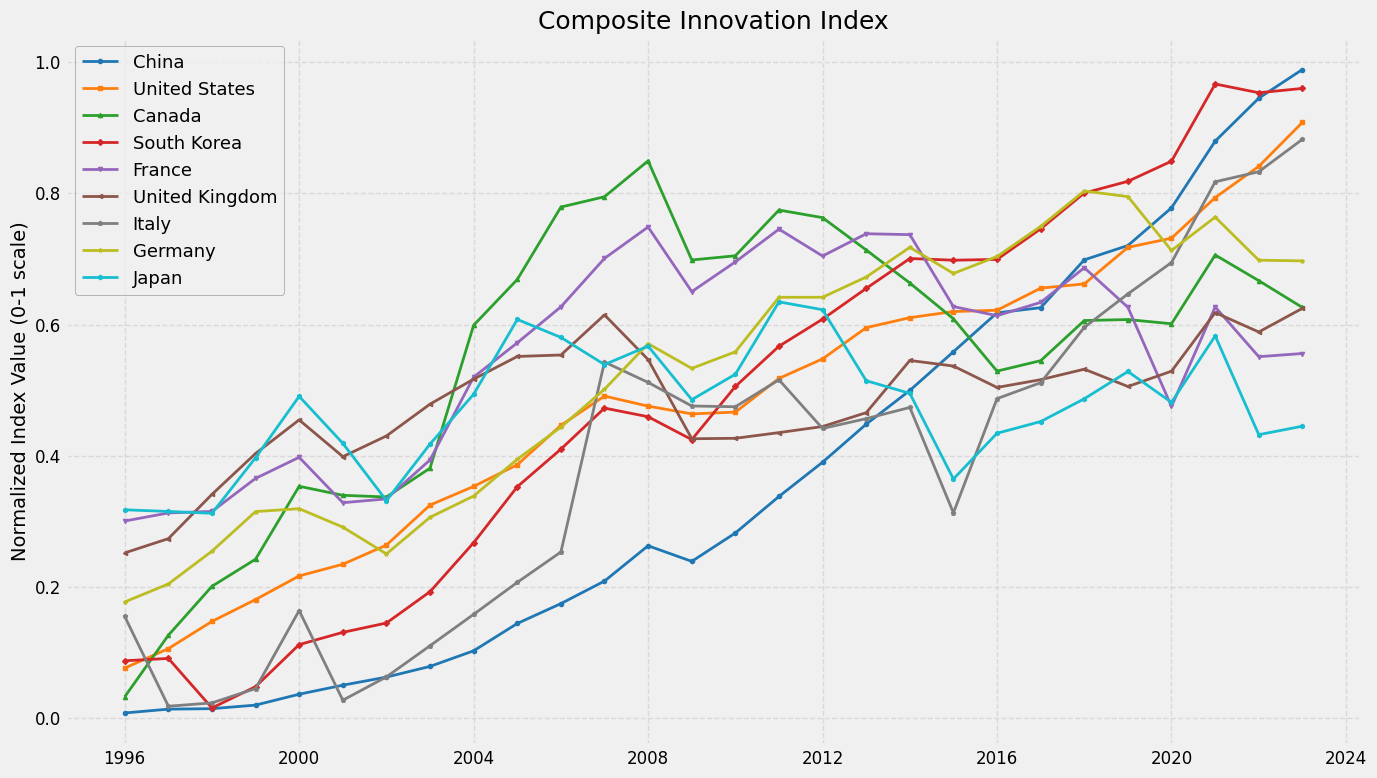 Composite Innovation Index
China
United States
Canada
South Korea
France
United Kingdom
Italy
Germany
Japan
Normalized Index Value (0-1 scale)
1.0
0.8
0.6
0.4
0.2
0.0
1996 2000 2004 2008 2012 2016 2020 2024